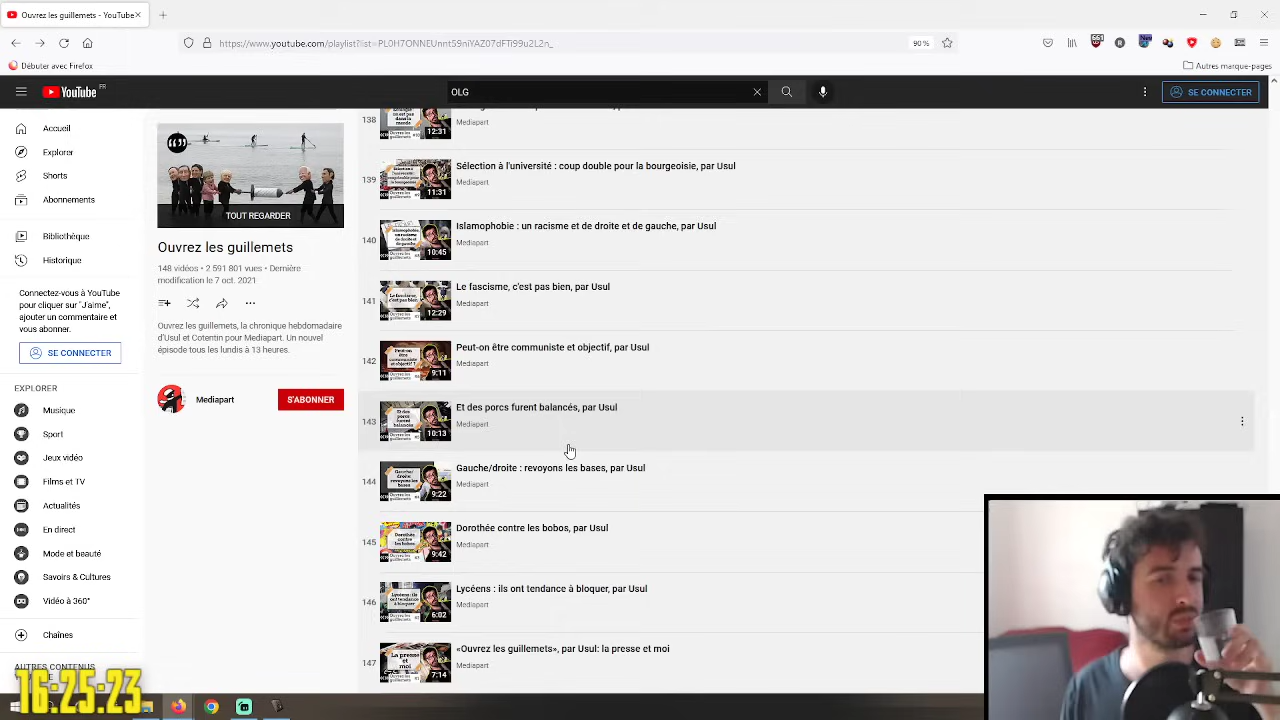 Ouvrez les guillemets - YouTube
https://www.youtube.com/playlist?list=PL0H7ONNEUnntS9niYAZ07dFTi99u2L2n_
90 %
Débuter avec Firefox
Autres marque-pages
YouTube FR
OLG
SE CONNECTER
Accueil
Explorer
Shorts
Abonnements
Bibliothèque
Historique
Connectez-vous à YouTube
pour cliquer sur "J'aime",
ajouter un commentaire et
vous abonner.
SE CONNECTER
EXPLORER
Musique
Sport
Jeux vidéo
Films et TV
Actualités
En direct
Mode et beauté
Savoirs & Cultures
Vidéo à 360°
Chaînes
AUTRES CONTENUS
16:25:25
TOUT REGARDER
Ouvrez les guillemets
148 vidéos • 2 591 801 vues • Dernière
modification le 7 oct. 2021
Ouvrez les guillemets, la chronique hebdomadaire
d'Usul et Cotentin pour Mediapart. Un nouvel
épisode tous les lundis à 13 heures.
Mediapart
S'ABONNER
138
12:31
Mediapart
139
11:31
Sélection à l'université : coup double pour la bourgeoisie, par Usul
Mediapart
140
10:45
Islamophobie : un racisme et de droite et de gauche, par Usul
Mediapart
141
12:29
Le fascisme, c'est pas bien, par Usul
Mediapart
142
9:11
Peut-on être communiste et objectif, par Usul
Mediapart
143
10:13
Et des porcs furent balancés, par Usul
Mediapart
144
9:22
Gauche/droite : revoyons les bases, par Usul
Mediapart
145
9:42
Dorothée contre les bobos, par Usul
Mediapart
146
6:02
Lycéens : ils ont tendance à bloquer, par Usul
Mediapart
147
7:14
«Ouvrez les guillemets», par Usul: la presse et moi
Mediapart